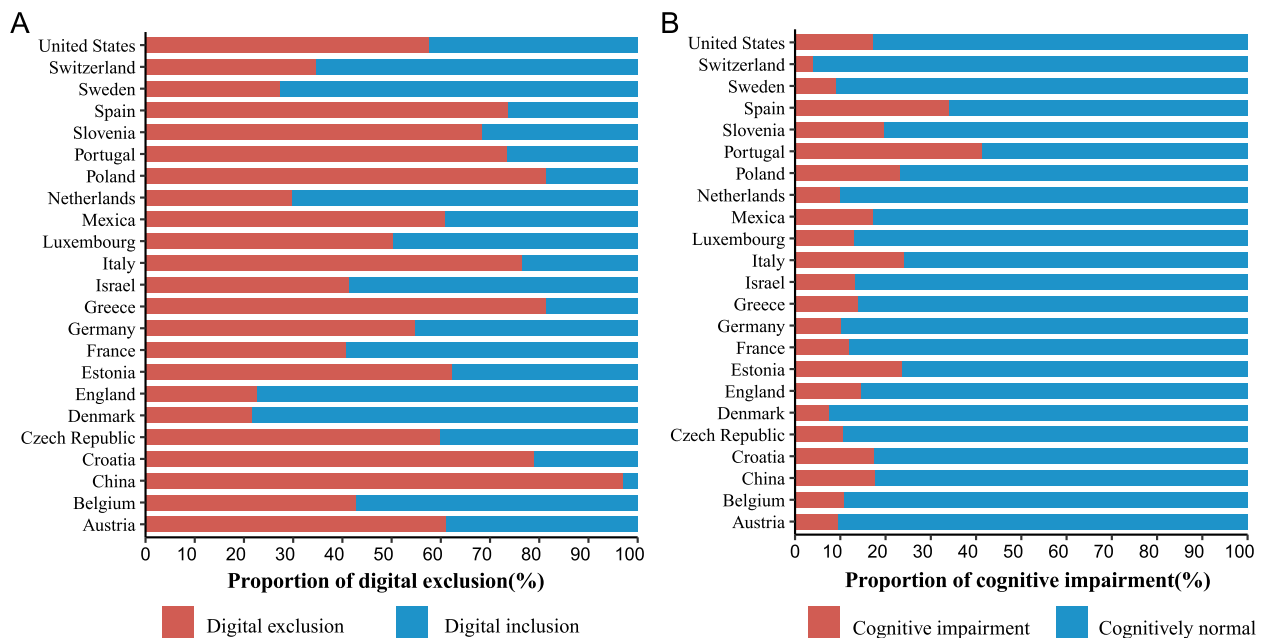 A
United States
Switzerland
Sweden
Spain
Slovenia
Portugal
Poland
Netherlands
Mexica
Luxembourg
Italy
Israel
Greece
Germany
France
Estonia
England
Denmark
Czech Republic
Croatia
China
Belgium
Austria
0 10 20 30 40 50 60 70 80 90 100
Proportion of digital exclusion(%)
Digital exclusion
Digital inclusion
B
United States
Switzerland
Sweden
Spain
Slovenia
Portugal
Poland
Netherlands
Mexica
Luxembourg
Italy
Israel
Greece
Germany
France
Estonia
England
Denmark
Czech Republic
Croatia
China
Belgium
Austria
0 10 20 30 40 50 60 70 80 90 100
Proportion of cognitive impairment(%)
Cognitive impairment
Cognitively normal